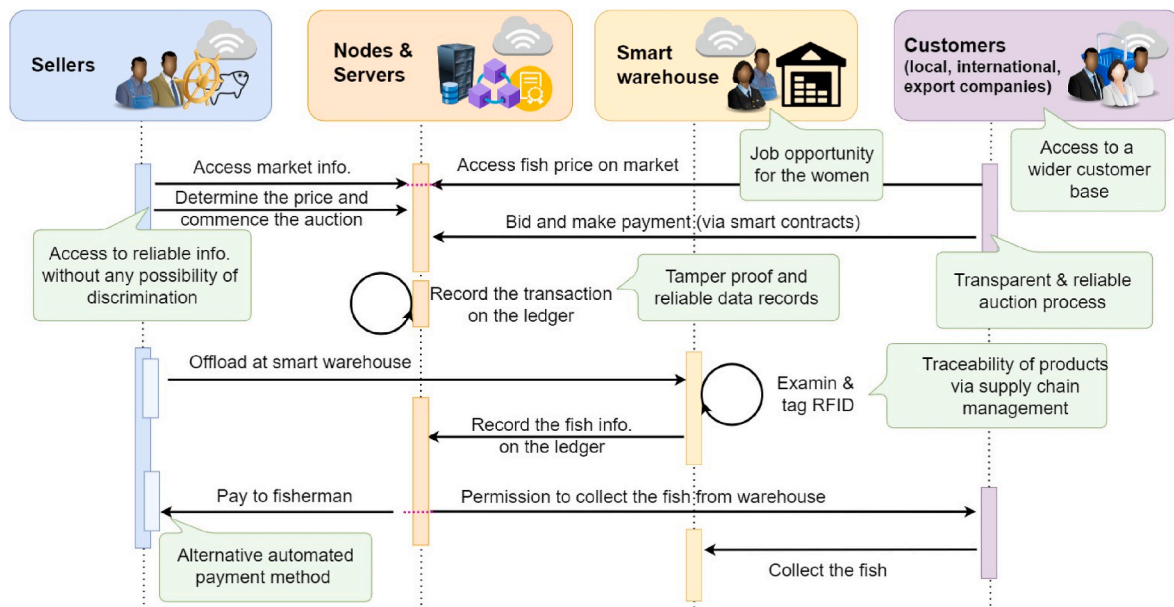 Sellers
Nodes &
Servers
Smart
warehouse
Customers
(local, international,
export companies)
Job opportunity
for the women
Access to a
wider customer
base
Access market info.
Access fish price on market
Determine the price and
commence the auction
Bid and make payment (via smart contracts)
Access to reliable info.
without any possibility of
discrimination
Transparent & reliable
auction process
Record the transaction
on the ledger
Tamper proof and
reliable data records
Offload at smart warehouse
Examin &
tag RFID
Traceability of products
via supply chain
management
Record the fish info.
on the ledger
Pay to fisherman
Permission to collect the fish from warehouse
Alternative automated
payment method
Collect the fish